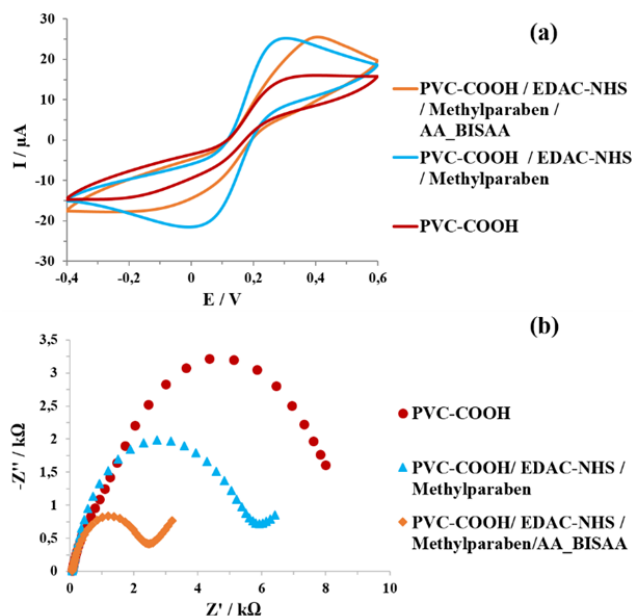 (a)
30
20
10
0
-10
-20
-30
I / µA
-0,4
-0,2
0
0,2
0,4
0,6
E / V
PVC-COOH / EDAC-NHS
/ Methylparaben /
AA_BISAA
PVC-COOH / EDAC-NHS
/ Methylparaben
PVC-COOH
(b)
3,5
3
2,5
2
1,5
1
0,5
0
-Z'' / kΩ
0
2
4
6
8
10
Z' / kΩ
PVC-COOH
PVC-COOH/ EDAC-NHS /
Methylparaben
PVC-COOH/ EDAC-NHS /
Methylparaben/AA_BISAA